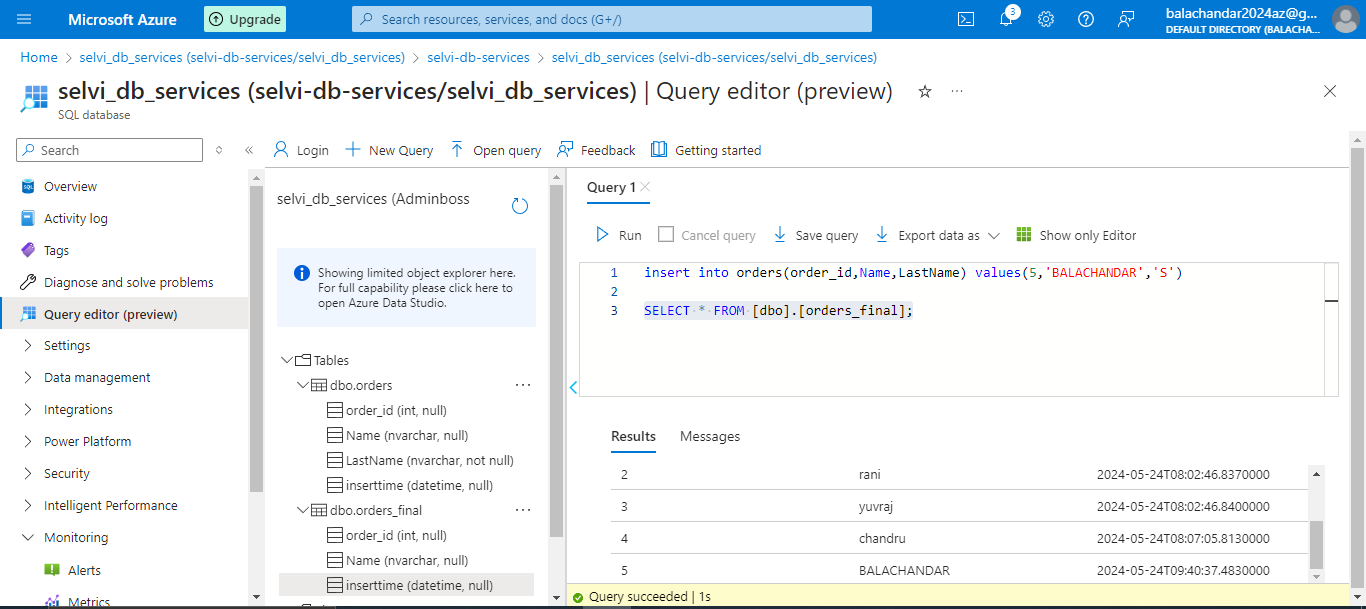 Microsoft Azure
Upgrade
Search resources, services, and docs (G+/)
3
balachandar2024az@g...
DEFAULT DIRECTORY (BALACHA...
Home > selvi_db_services (selvi-db-services/selvi_db_services) > selvi-db-services > selvi_db_services (selvi-db-services/selvi_db_services)
selvi_db_services (selvi-db-services/selvi_db_services) | Query editor (preview)
SQL database
Search
Overview
Activity log
Tags
Diagnose and solve problems
Query editor (preview)
Settings
Data management
Integrations
Power Platform
Security
Intelligent Performance
Monitoring
Alerts
Metrics
Login
New Query
Open query
Feedback
Getting started
selvi_db_services (Adminboss
Showing limited object explorer here.
For full capability please click here to
open Azure Data Studio.
Tables
dbo.orders
order_id (int, null)
Name (nvarchar, null)
LastName (nvarchar, not null)
inserttime (datetime, null)
dbo.orders_final
order_id (int, null)
Name (nvarchar, null)
inserttime (datetime, null)
Query 1
Run
Cancel query
Save query
Export data as
Show only Editor
1 insert into orders(order_id,Name,LastName) values(5,'BALACHANDAR','S')
2
3 SELECT * FROM [dbo].[orders_final];
Results Messages
2 rani 2024-05-24T08:02:46.8370000
3 yuvraj 2024-05-24T08:02:46.8400000
4 chandru 2024-05-24T08:07:05.8130000
5 BALACHANDAR 2024-05-24T09:40:37.4830000
Query succeeded | 1s